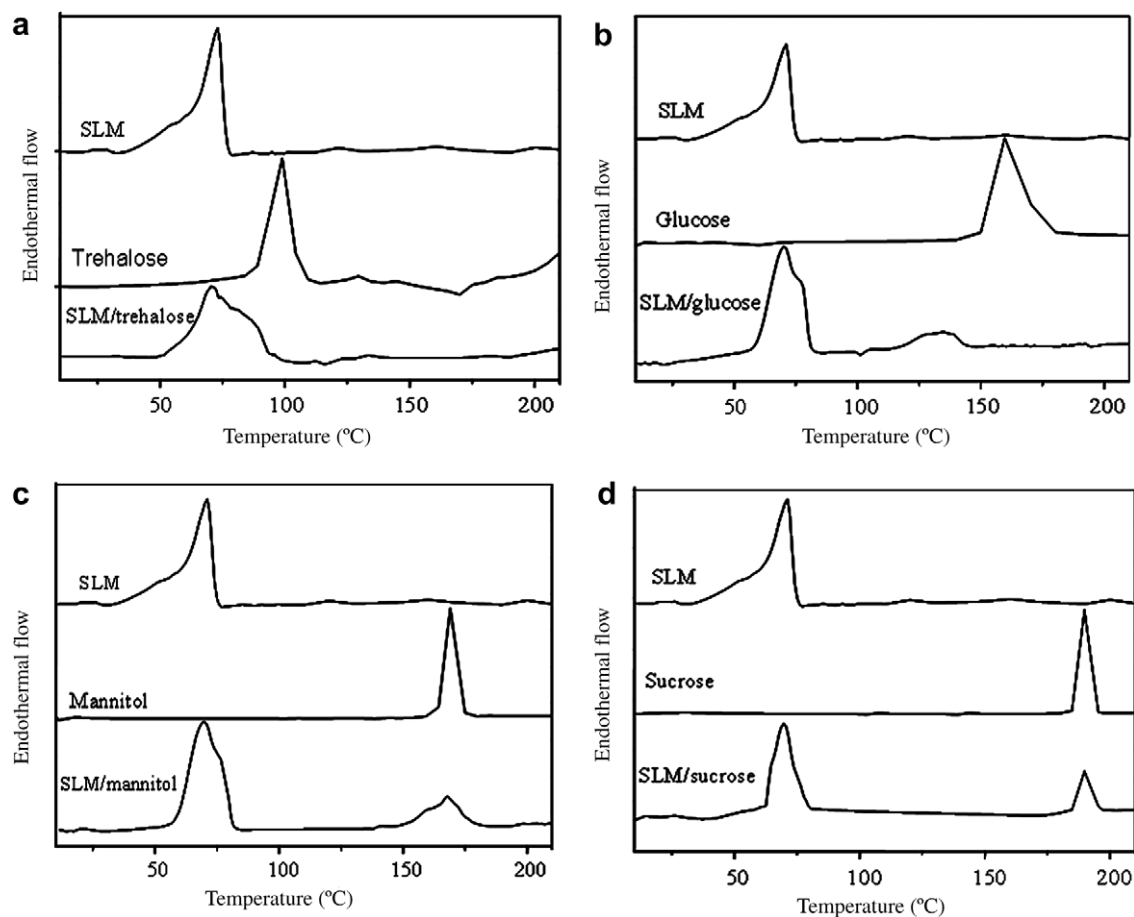 a
SLM
Trehalose
SLM/trehalose
Endothermal flow
50 100 150 200
Temperature (ºC)
b
SLM
Glucose
SLM/glucose
Endothermal flow
50 100 150 200
Temperature (ºC)
c
SLM
Mannitol
SLM/mannitol
Endothermal flow
50 100 150 200
Temperature (ºC)
d
SLM
Sucrose
SLM/sucrose
Endothermal flow
50 100 150 200
Temperature (ºC)